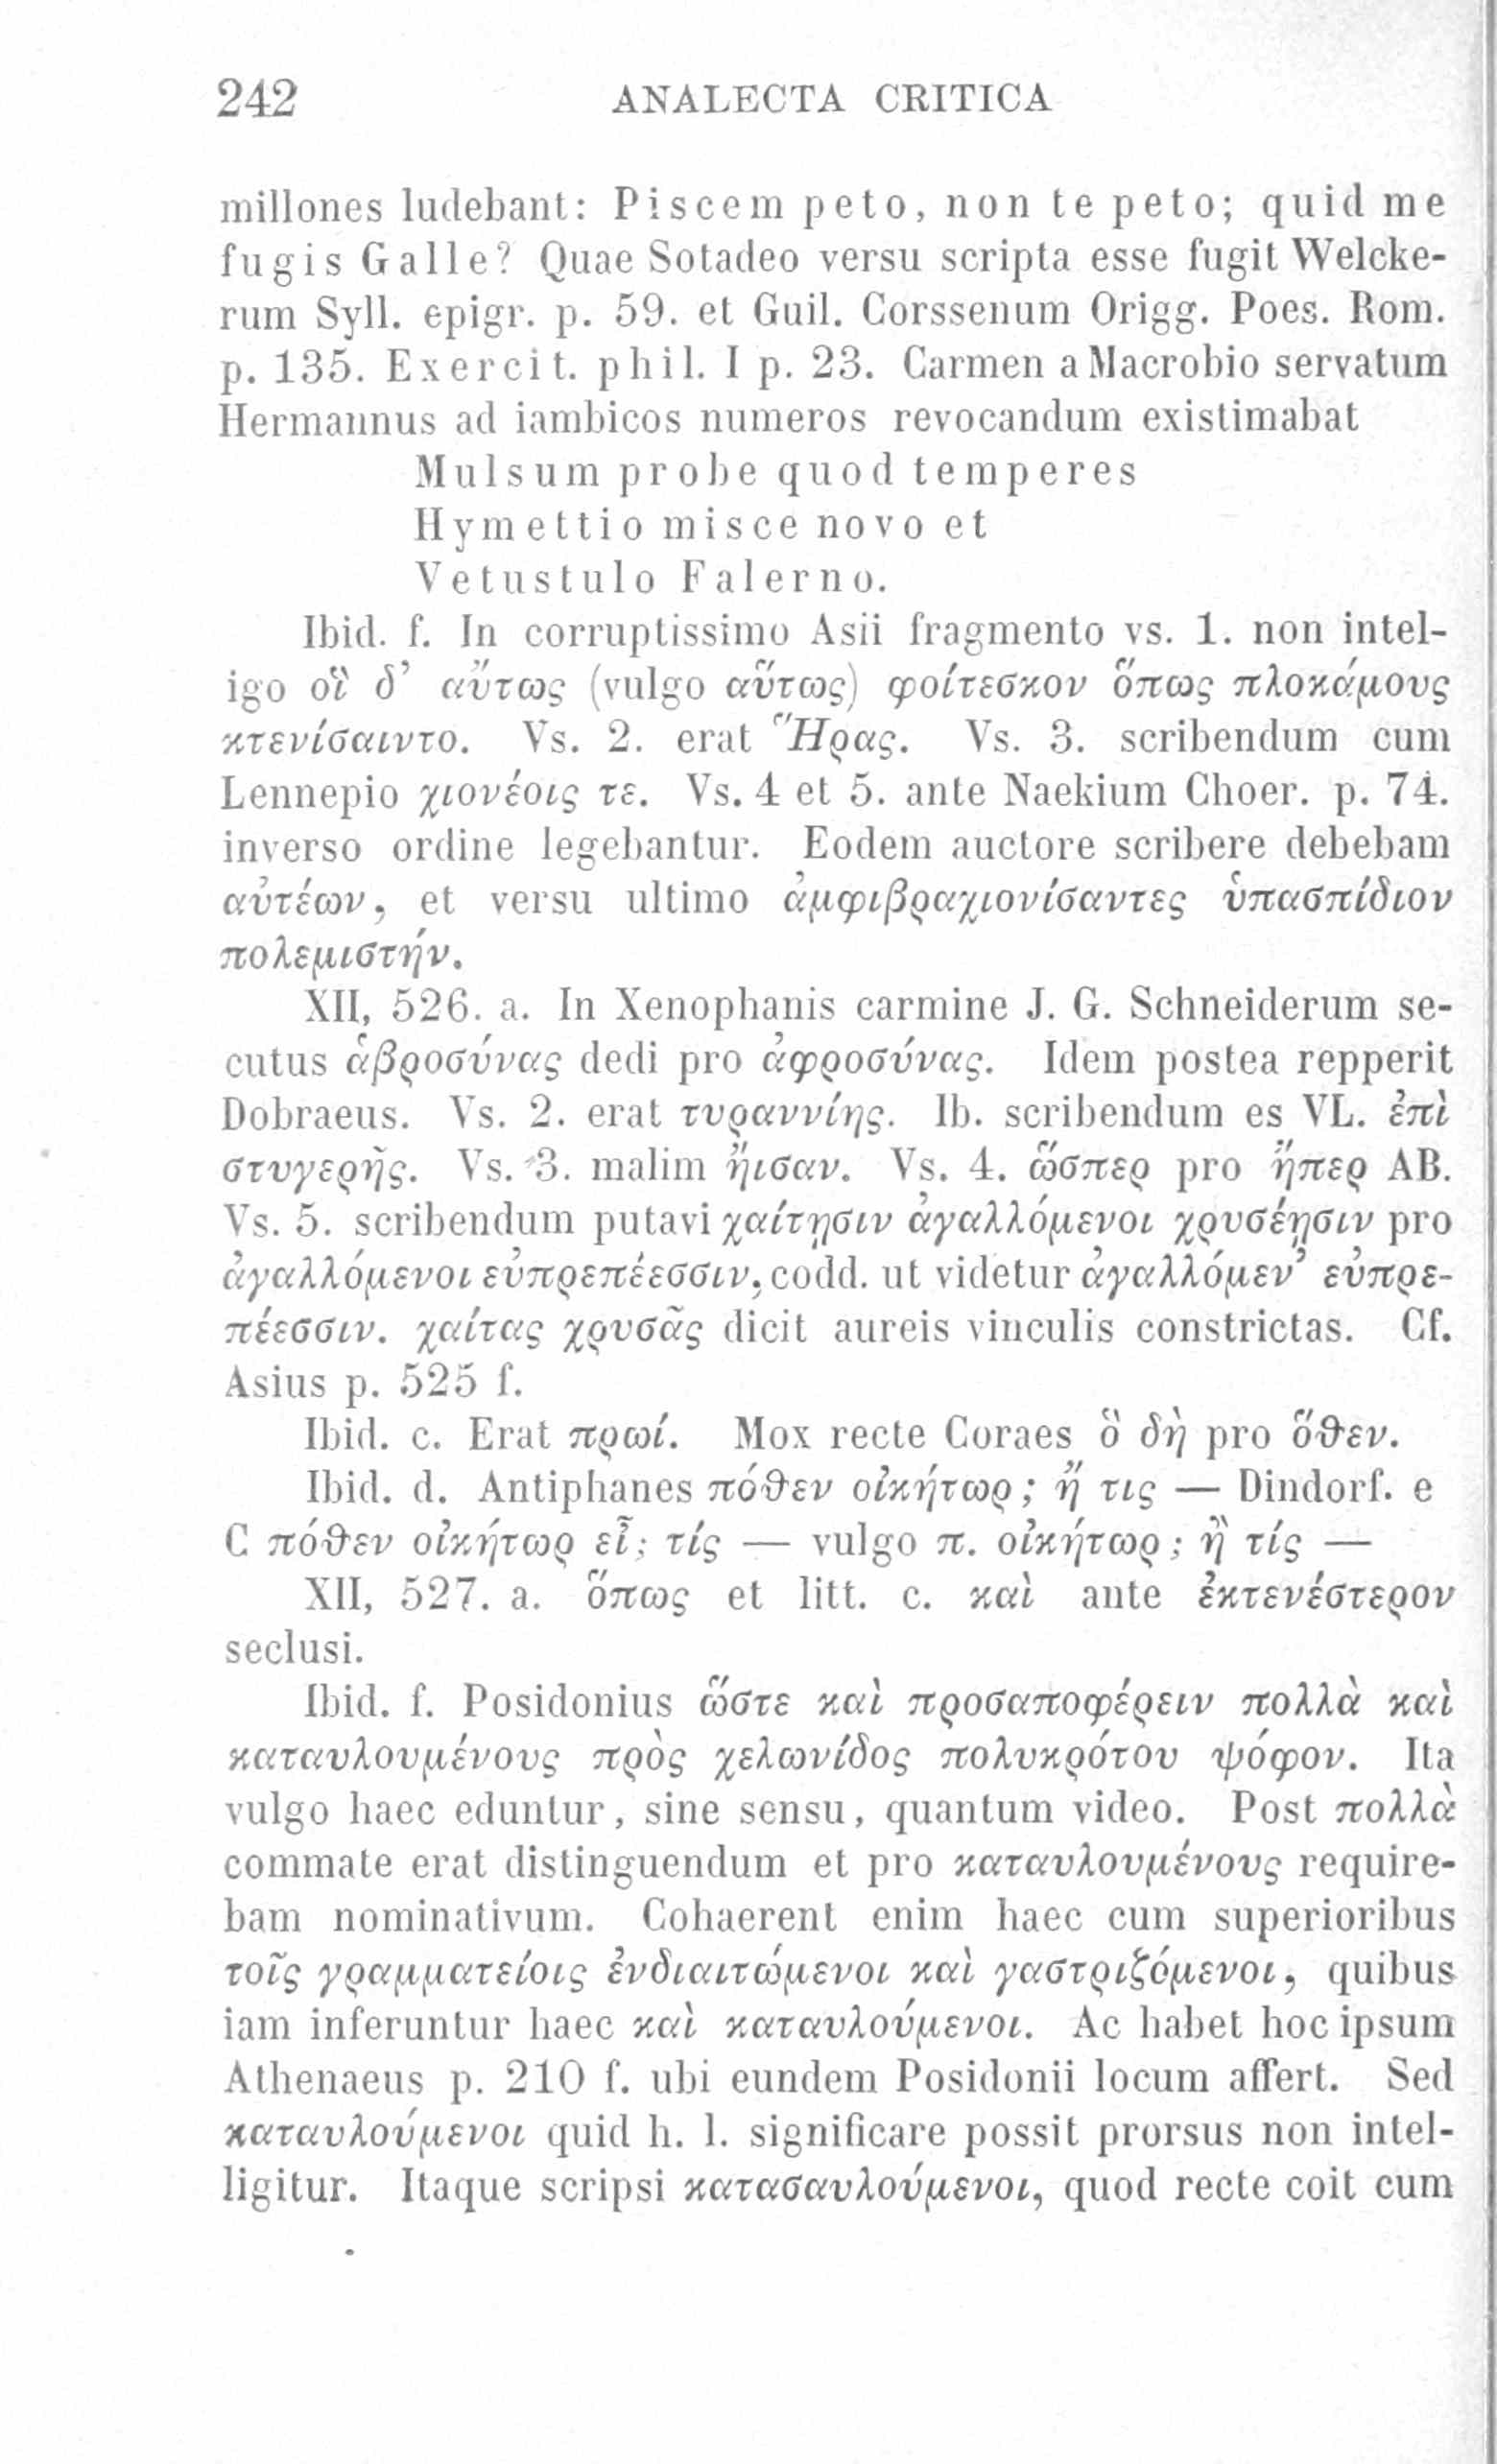 242 ANALECTA CRITICA
millones ludebant: Piscem peto, non te peto; quid me
fugis Galle? Quae Sotadeo versu scripta esse fugit Welcke-
rum Syll. epigr. p. 59. et Guil. Corssenum Origg. Poes. Rom.
p. 135. Exercit. phil. I p. 23. Carmen a Macrobio servatum
Hermannus ad iambicos numeros revocandum existimabat
Mulsum probe quod temperes
Hymettio misce novo et
Vetustulo Falerno.
Ibid. f. In corruptissimo Asii fragmento vs. 1. non intel-
igo οἳ δ’ αὔτως (vulgo αὕτως) φοίτεσκον ὅπως πλοκάμους
κτενίσαιντο. Vs. 2. erat Ἥρας. Vs. 3. scribendum cum
Lennepio χιονέοις τε. Vs. 4 et 5. ante Naekium Choer. p. 74.
inverso ordine legebantur. Eodem auctore scribere debebam
αὐτέων, et versu ultimo ἀμφιβραχιονίσαντες ὑπασπίδιον
πολεμιστήν.
XII, 526. a. In Xenophanis carmine J. G. Schneiderum se-
cutus ἁβροσύνας dedi pro ἀφροσύνας. Idem postea repperit
Dobraeus. Vs. 2. erat τυραννίης. Ib. scribendum es VL. ἐπὶ
στυγερῆς. Vs. 3. malim ἤισαν. Vs. 4. ὥσπερ pro ἤπερ AB.
Vs. 5. scribendum putavi χαίτῃσιν ἀγαλλόμενοι χρυσέῃσιν pro
ἀγαλλόμενοι εὐπρεπέεσσιν, codd. ut videtur ἀγαλλόμεν’ εὐπρε-
πέεσσιν. χαίτας χρυσᾶς dicit aureis vinculis constrictas. Cf.
Asius p. 525 f.
Ibid. c. Erat πρωί. Mox recte Coraes ὃ δὴ pro ὅθεν.
Ibid. d. Antiphanes πόθεν οἰκήτωρ; ἤ τις — Dindorf. e
C πόθεν οἰκήτωρ εἶ; τίς — vulgo π. οἰκήτωρ; ἢ τίς —
XII, 527. a. ὅπως et litt. c. καὶ ante ἐκτενέστερον
seclusi.
Ibid. f. Posidonius ὥστε καὶ προσαποφέρειν πολλὰ καὶ
καταυλουμένους πρὸς χελωνίδος πολυκρότου ψόφον. Ita
vulgo haec eduntur, sine sensu, quantum video. Post πολλὰ
commate erat distinguendum et pro καταυλουμένους require-
bam nominativum. Cohaerent enim haec cum superioribus
τοῖς γραμματείοις ἐνδιαιτώμενοι καὶ γαστριζόμενοι, quibus
iam inferuntur haec καὶ καταυλούμενοι. Ac habet hoc ipsum
Athenaeus p. 210 f. ubi eundem Posidonii locum affert. Sed
καταυλούμενοι quid h. l. significare possit prorsus non intel-
ligitur. Itaque scripsi κατασαυλούμενοι, quod recte coit cum